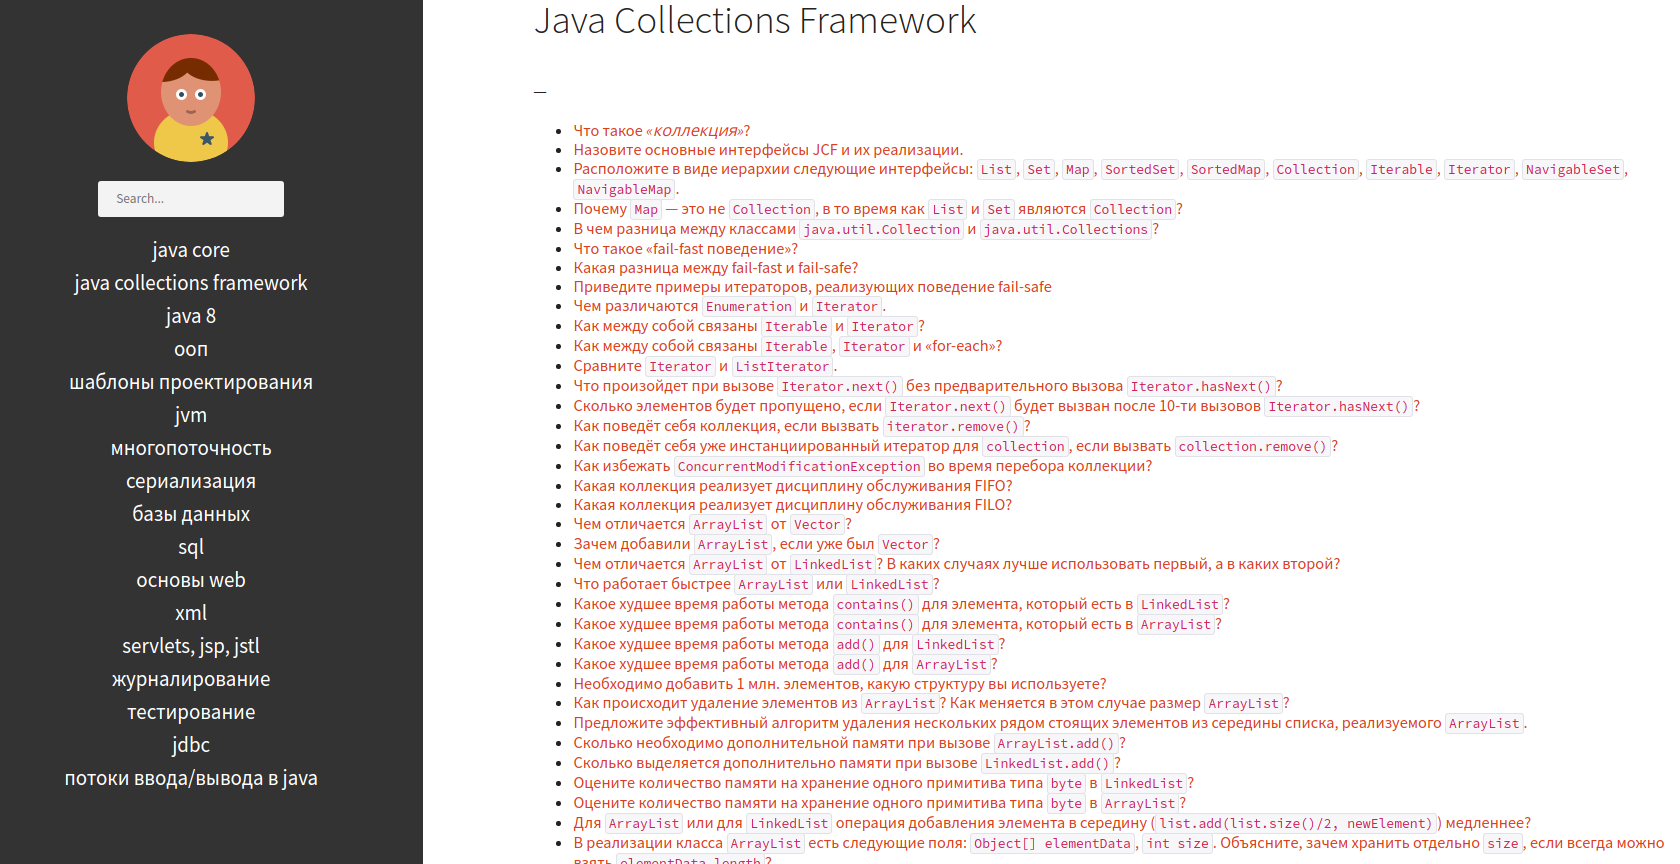 Search...
java core
java collections framework
java 8
ооп
шаблоны проектирования
jvm
многопоточность
сериализация
базы данных
sql
основы web
xml
servlets, jsp, jstl
журналирование
тестирование
jdbc
потоки ввода/вывода в java
Java Collections Framework
—
Что такое «коллекция»?
Назовите основные интерфейсы JCF и их реализации.
Расположите в виде иерархии следующие интерфейсы: List, Set, Map, SortedSet, SortedMap, Collection, Iterable, Iterator, NavigableSet,
NavigableMap.
Почему Map — это не Collection, в то время как List и Set являются Collection?
В чем разница между классами java.util.Collection и java.util.Collections?
Что такое «fail-fast поведение»?
Какая разница между fail-fast и fail-safe?
Приведите примеры итераторов, реализующих поведение fail-safe
Чем различаются Enumeration и Iterator.
Как между собой связаны Iterable и Iterator?
Как между собой связаны Iterable, Iterator и «for-each»?
Сравните Iterator и ListIterator.
Что произойдет при вызове Iterator.next() без предварительного вызова Iterator.hasNext()?
Сколько элементов будет пропущено, если Iterator.next() будет вызван после 10-ти вызовов Iterator.hasNext()?
Как поведёт себя коллекция, если вызвать iterator.remove()?
Как поведёт себя уже инстанциированный итератор для collection, если вызвать collection.remove()?
Как избежать ConcurrentModificationException во время перебора коллекции?
Какая коллекция реализует дисциплину обслуживания FIFO?
Какая коллекция реализует дисциплину обслуживания FILO?
Чем отличается ArrayList от Vector?
Зачем добавили ArrayList, если уже был Vector?
Чем отличается ArrayList от LinkedList? В каких случаях лучше использовать первый, а в каких второй?
Что работает быстрее ArrayList или LinkedList?
Какое худшее время работы метода contains() для элемента, который есть в LinkedList?
Какое худшее время работы метода contains() для элемента, который есть в ArrayList?
Какое худшее время работы метода add() для LinkedList?
Какое худшее время работы метода add() для ArrayList?
Необходимо добавить 1 млн. элементов, какую структуру вы используете?
Как происходит удаление элементов из ArrayList? Как меняется в этом случае размер ArrayList?
Предложите эффективный алгоритм удаления нескольких рядом стоящих элементов из середины списка, реализуемого ArrayList.
Сколько необходимо дополнительной памяти при вызове ArrayList.add()?
Сколько выделяется дополнительно памяти при вызове LinkedList.add()?
Оцените количество памяти на хранение одного примитива типа byte в LinkedList?
Оцените количество памяти на хранение одного примитива типа byte в ArrayList?
Для ArrayList или для LinkedList операция добавления элемента в середину (list.add(list.size()/2, newElement)) медленнее?
В реализации класса ArrayList есть следующие поля: Object[] elementData, int size. Объясните, зачем хранить отдельно size, если всегда можно
взять elementData.length?